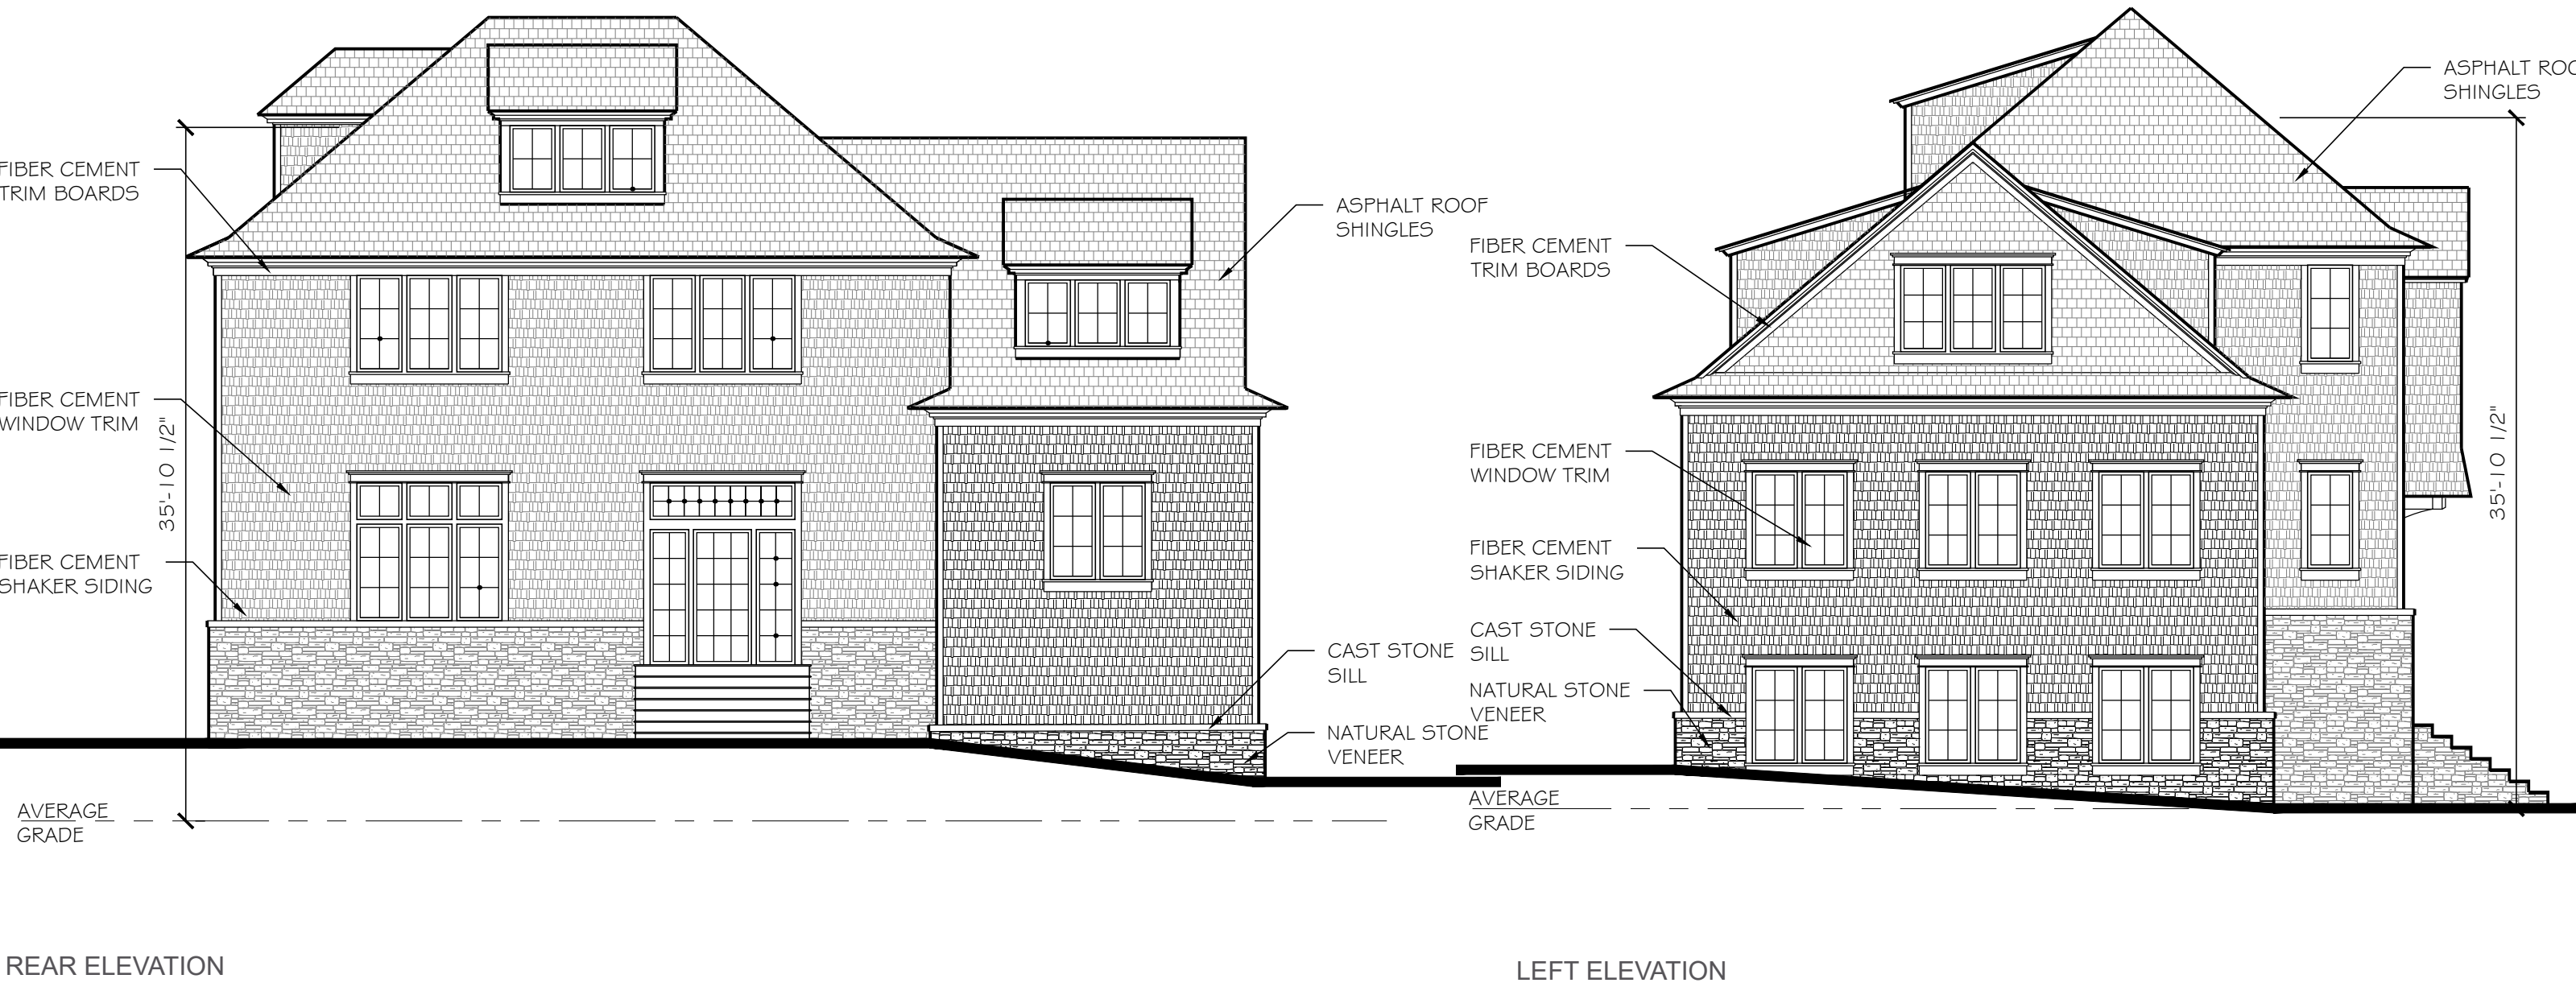 FIBER CEMENT
TRIM BOARDS
FIBER CEMENT
WINDOW TRIM
35'-10 1/2"
FIBER CEMENT
SHAKER SIDING
AVERAGE
GRADE
ASPHALT ROOF
SHINGLES
CAST STONE
SILL
NATURAL STONE
VENEER
REAR ELEVATION
ASPHALT ROO
SHINGLES
FIBER CEMENT
TRIM BOARDS
FIBER CEMENT
WINDOW TRIM
FIBER CEMENT
SHAKER SIDING
CAST STONE
SILL
NATURAL STONE
VENEER
35'-10 1/2"
AVERAGE
GRADE
LEFT ELEVATION